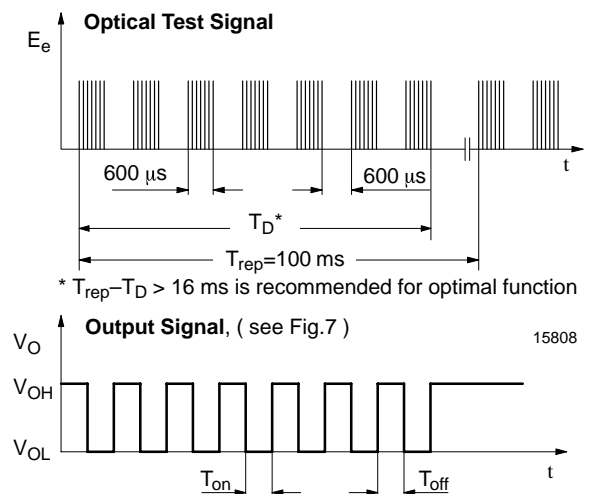 Optical Test Signal
Ee
t
600 μs
600 μs
TD*
Trep=100 ms
* Trep–TD > 16 ms is recommended for optimal function
Output Signal, ( see Fig.7 )
15808
VO
VOH
VOL
t
Ton
Toff